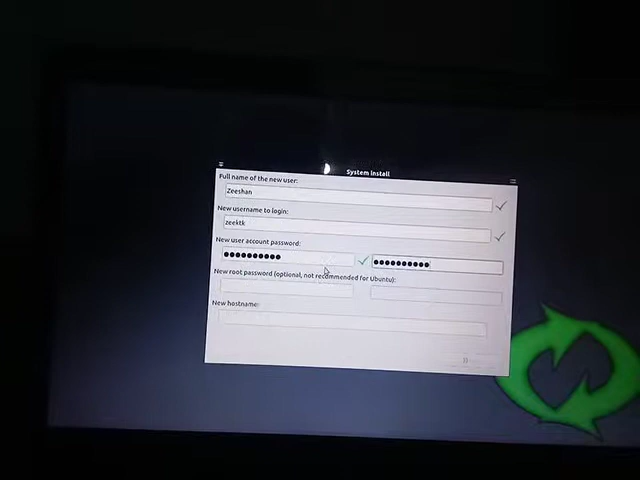 System Install
Full name of the new user:
Zeeshan
New username to login:
zeektk
New user account password:
●●●●●●●●●● ●●●●●●●●●●
New root password (optional, not recommended for Ubuntu):
New hostname: